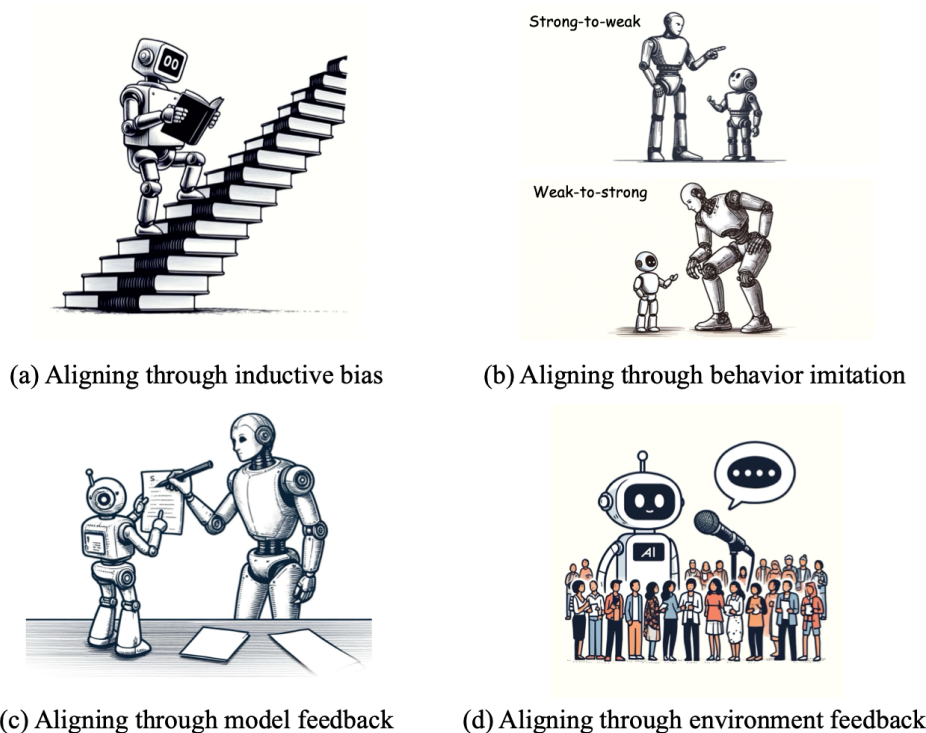 Strong-to-weak
Weak-to-strong
(a) Aligning through inductive bias
(b) Aligning through behavior imitation
S
AI
(c) Aligning through model feedback
(d) Aligning through environment feedback